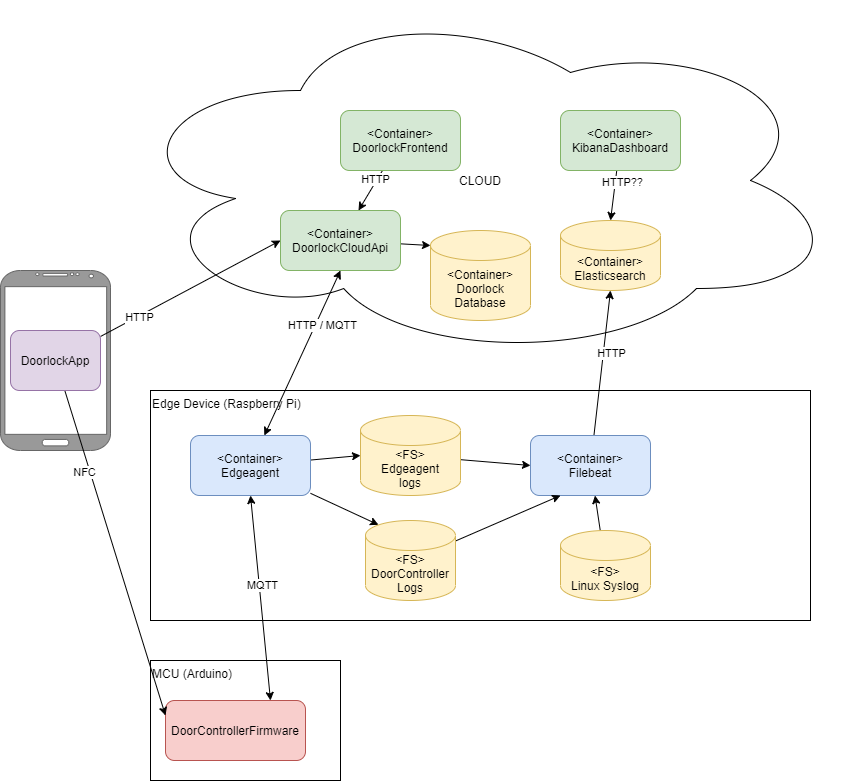 <Container>
DoorlockFrontend
<Container>
KibanaDashboard
HTTP
CLOUD
HTTP??
<Container>
DoorlockCloudApi
<Container>
Doorlock
Database
<Container>
Elasticsearch
HTTP
HTTP / MQTT
HTTP
DoorlockApp
Edge Device (Raspberry Pi)
<Container>
Edgeagent
<FS>
Edgeagent
logs
<Container>
Filebeat
NFC
<FS>
DoorController
Logs
<FS>
Linux Syslog
MQTT
MCU (Arduino)
DoorControllerFirmware